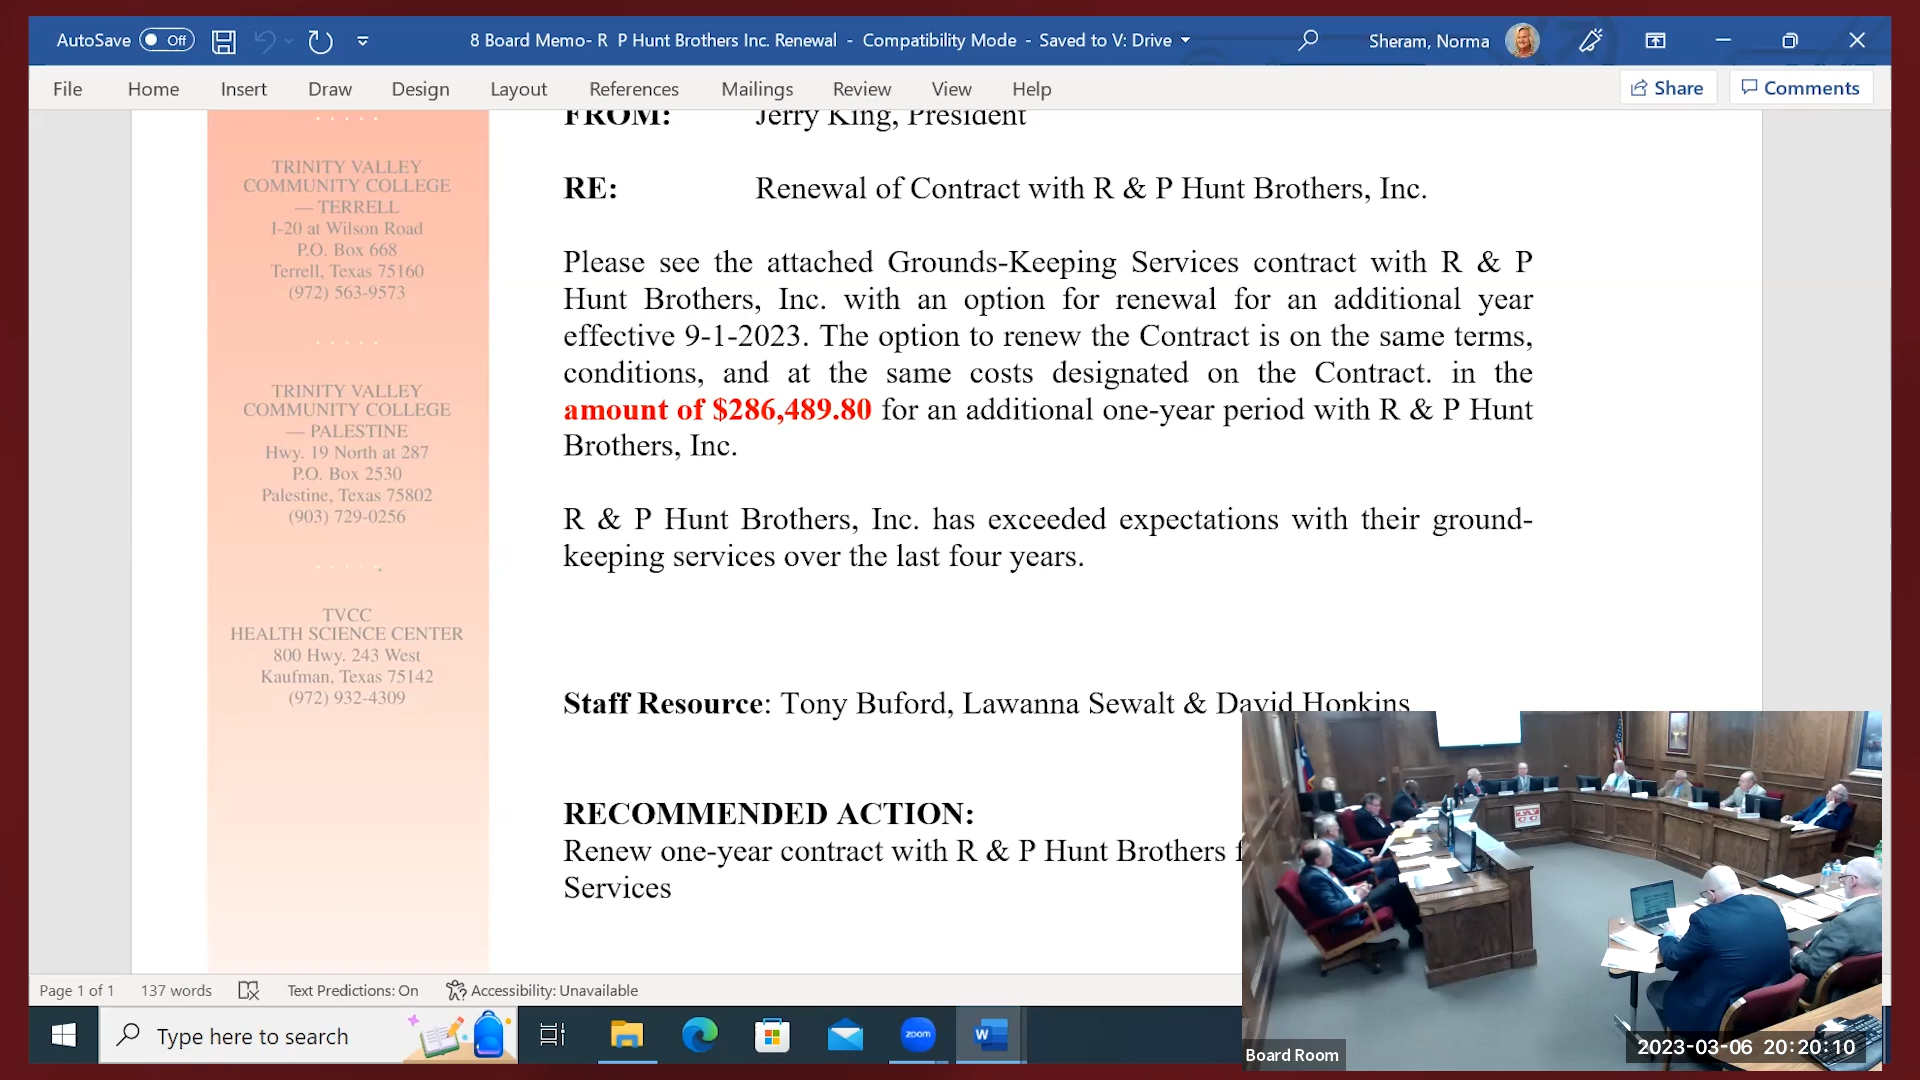 AutoSave Off
8 Board Memo- R P Hunt Brothers Inc. Renewal - Compatibility Mode - Saved to V: Drive
Sheram, Norma
File Home Insert Draw Design Layout References Mailings Review View Help
Share Comments
TRINITY VALLEY
COMMUNITY COLLEGE
— TERRELL
I-20 at Wilson Road
P.O. Box 668
Terrell, Texas 75160
(972) 563-9573
TRINITY VALLEY
COMMUNITY COLLEGE
— PALESTINE
Hwy. 19 North at 287
P.O. Box 2530
Palestine, Texas 75802
(903) 729-0256
TVCC
HEALTH SCIENCE CENTER
800 Hwy. 243 West
Kaufman, Texas 75142
(972) 932-4309
FROM: Jerry King, President
RE: Renewal of Contract with R & P Hunt Brothers, Inc.
Please see the attached Grounds-Keeping Services contract with R & P
Hunt Brothers, Inc. with an option for renewal for an additional year
effective 9-1-2023. The option to renew the Contract is on the same terms,
conditions, and at the same costs designated on the Contract. in the
amount of $286,489.80 for an additional one-year period with R & P Hunt
Brothers, Inc.
R & P Hunt Brothers, Inc. has exceeded expectations with their ground-
keeping services over the last four years.
Staff Resource: Tony Buford, Lawanna Sewalt & David Hopkins
RECOMMENDED ACTION:
Renew one-year contract with R & P Hunt Brothers
Services
Page 1 of 1 137 words Text Predictions: On Accessibility: Unavailable
Type here to search
zoom
W
Board Room
2023-03-06 20:20:10